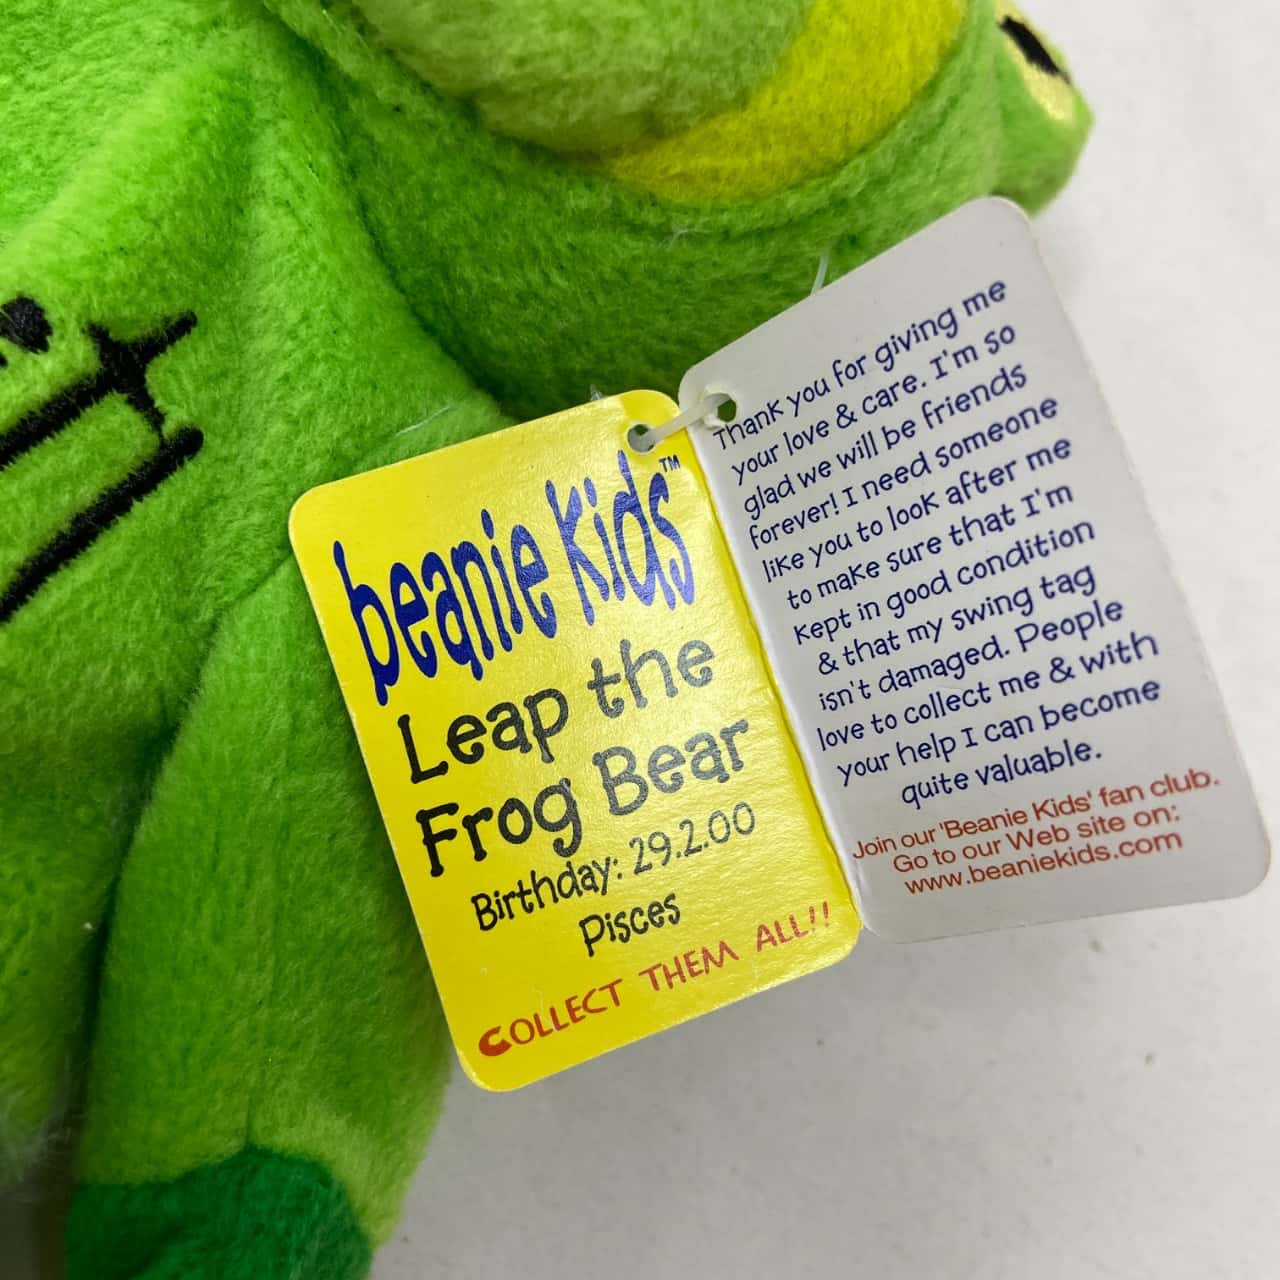 beanie Kids™
Leap the
Frog Bear
Birthday: 29.2.00
Pisces
COLLECT THEM ALL!!
Thank you for giving me
your love & care. I'm so
glad we will be friends
forever! I need someone
like you to look after me
to make sure that I'm
kept in good condition
& that my swing tag
isn't damaged. People
love to collect me & with
your help I can become
quite valuable.
Join our 'Beanie Kids' fan club.
Go to our Web site on:
www.beaniekids.com